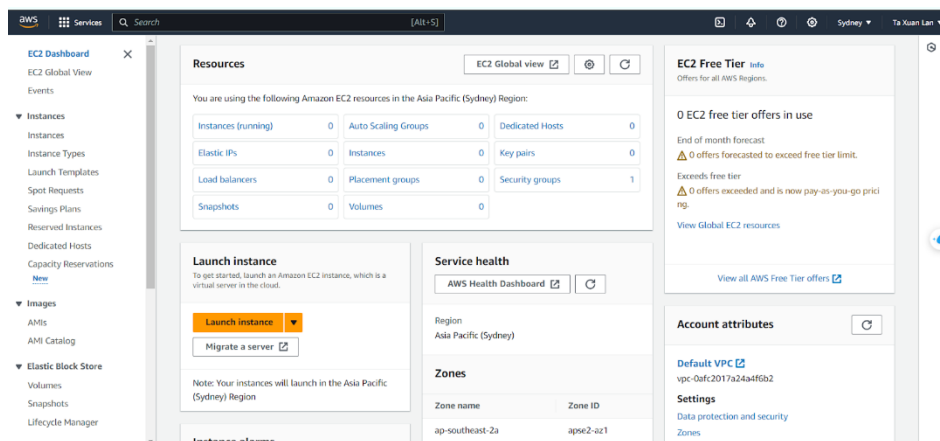 aws
Services
Search
[Alt+S]
Sydney
Ta Xuan Lan
EC2 Dashboard
EC2 Global View
Events
Instances
Instances
Instance Types
Launch Templates
Spot Requests
Savings Plans
Reserved Instances
Dedicated Hosts
Capacity Reservations
New
Images
AMIs
AMI Catalog
Elastic Block Store
Volumes
Snapshots
Lifecycle Manager
Resources
EC2 Global view
You are using the following Amazon EC2 resources in the Asia Pacific (Sydney) Region:
Instances (running) 0
Auto Scaling Groups 0
Dedicated Hosts 0
Elastic IPs 0
Instances 0
Key pairs 0
Load balancers 0
Placement groups 0
Security groups 1
Snapshots 0
Volumes 0
Launch instance
To get started, launch an Amazon EC2 instance, which is a
virtual server in the cloud.
Launch instance
Migrate a server
Note: Your instances will launch in the Asia Pacific
(Sydney) Region
Service health
AWS Health Dashboard
Region
Asia Pacific (Sydney)
Zones
Zone name Zone ID
ap-southeast-2a apse2-az1
EC2 Free Tier Info
Offers for all AWS Regions.
0 EC2 free tier offers in use
End of month forecast
0 offers forecasted to exceed free tier limit.
Exceeds free tier
0 offers exceeded and is now pay-as-you-go prici
ng.
View Global EC2 resources
View all AWS Free Tier offers
Account attributes
Default VPC
vpc-0afc2017a24a4f6b2
Settings
Data protection and security
Zones